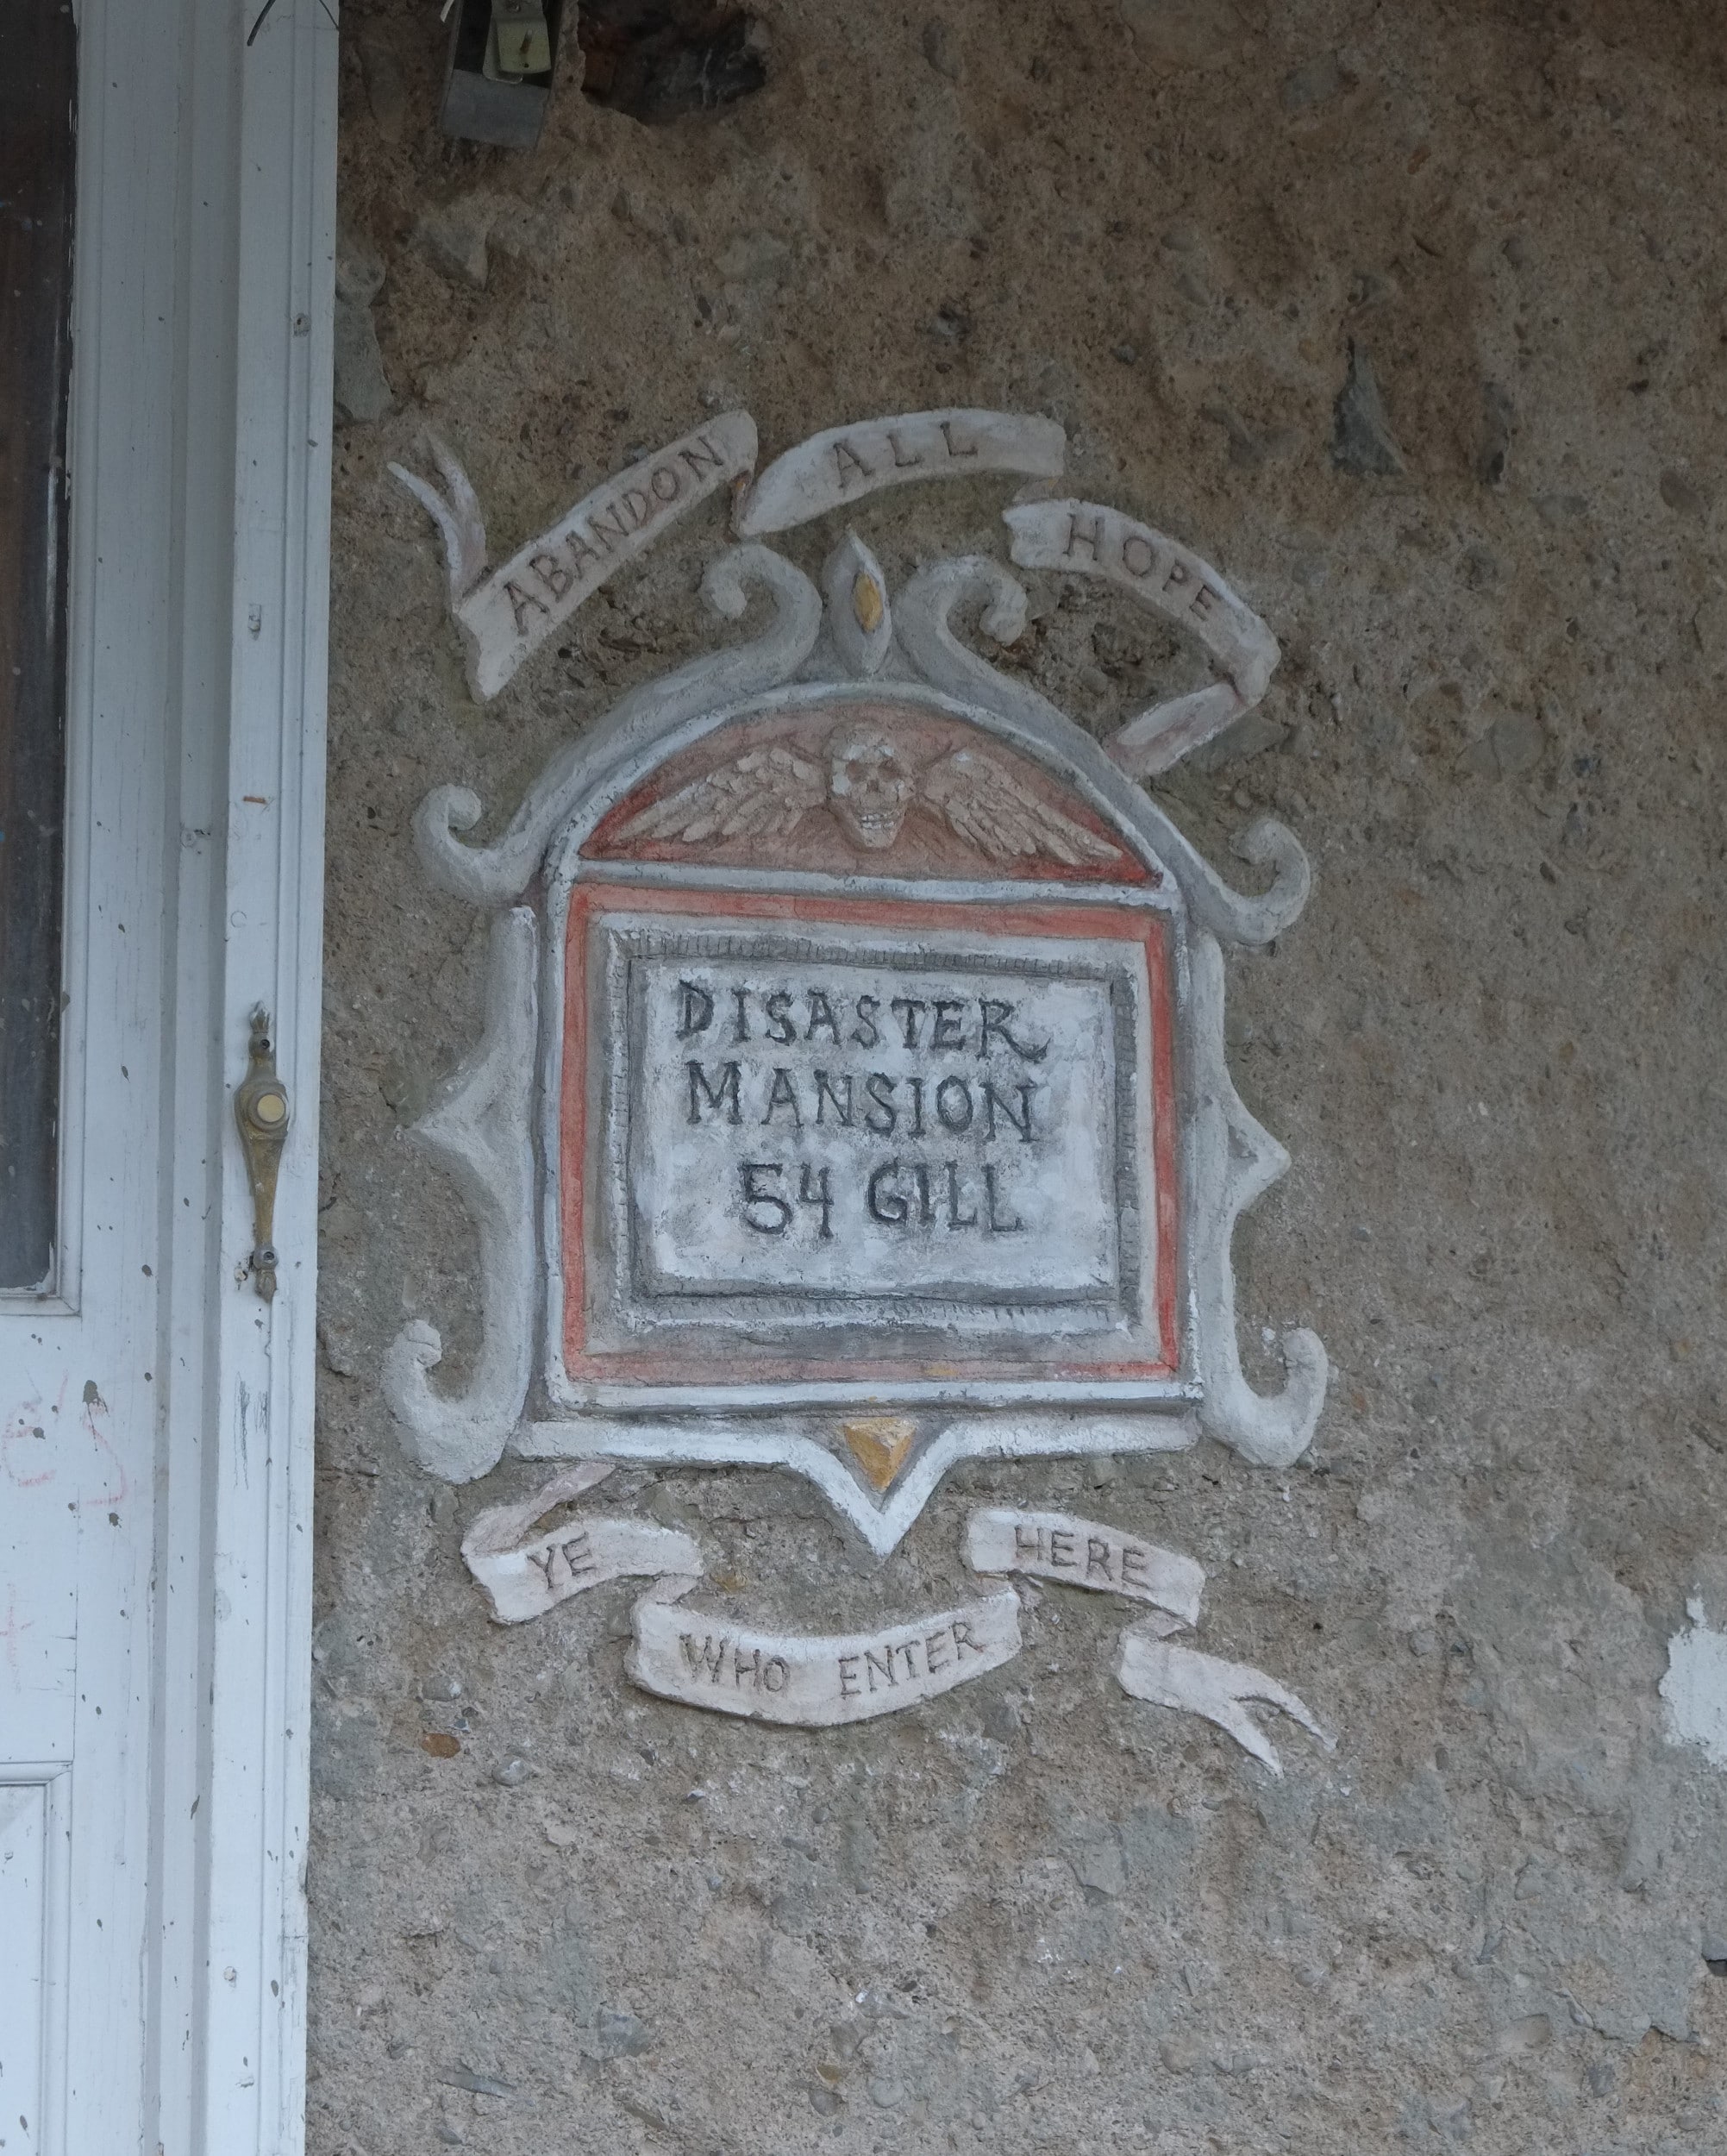 ABANDON ALL HOPE
DISASTER
MANSION
54 GILL
YE WHO ENTER HERE